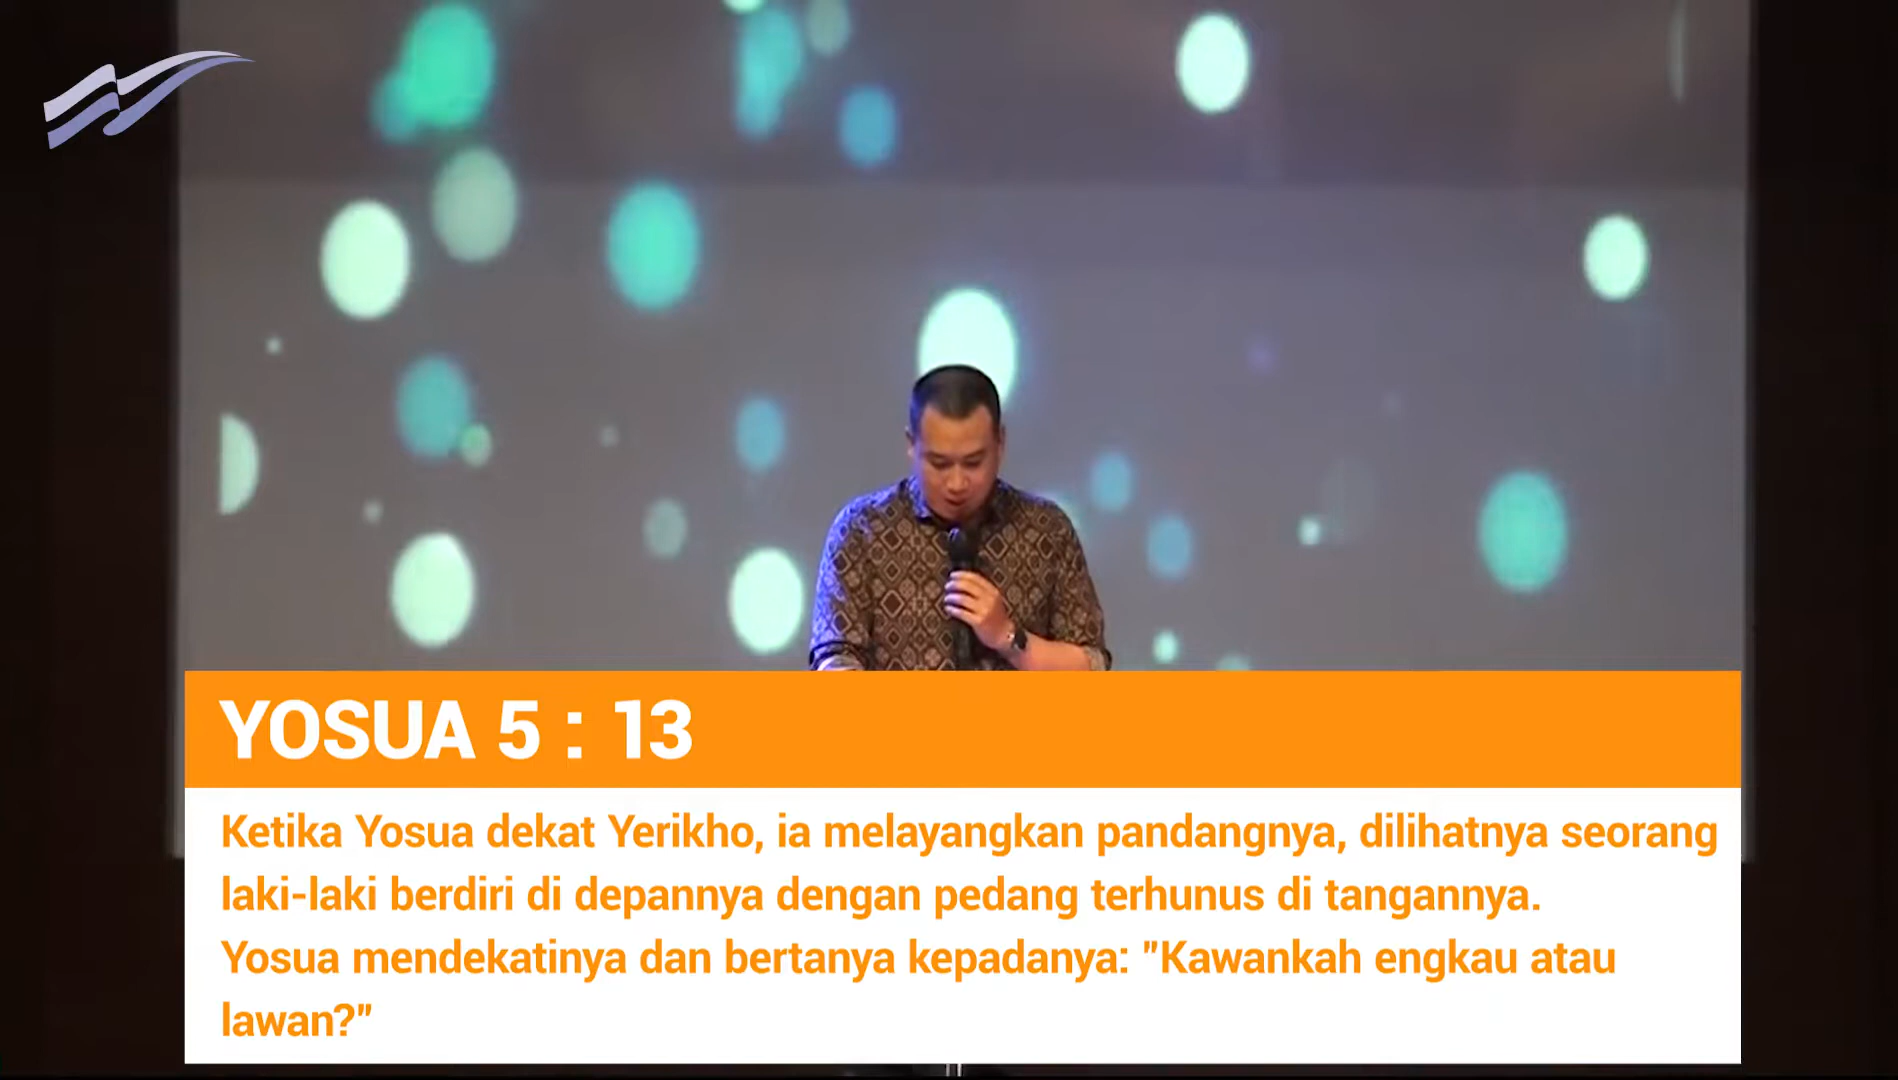 YOSUA 5 : 13
Ketika Yosua dekat Yerikho, ia melayangkan pandangnya, dilihatnya seorang
laki-laki berdiri di depannya dengan pedang terhunus di tangannya.
Yosua mendekatinya dan bertanya kepadanya: "Kawankah engkau atau
lawan?"